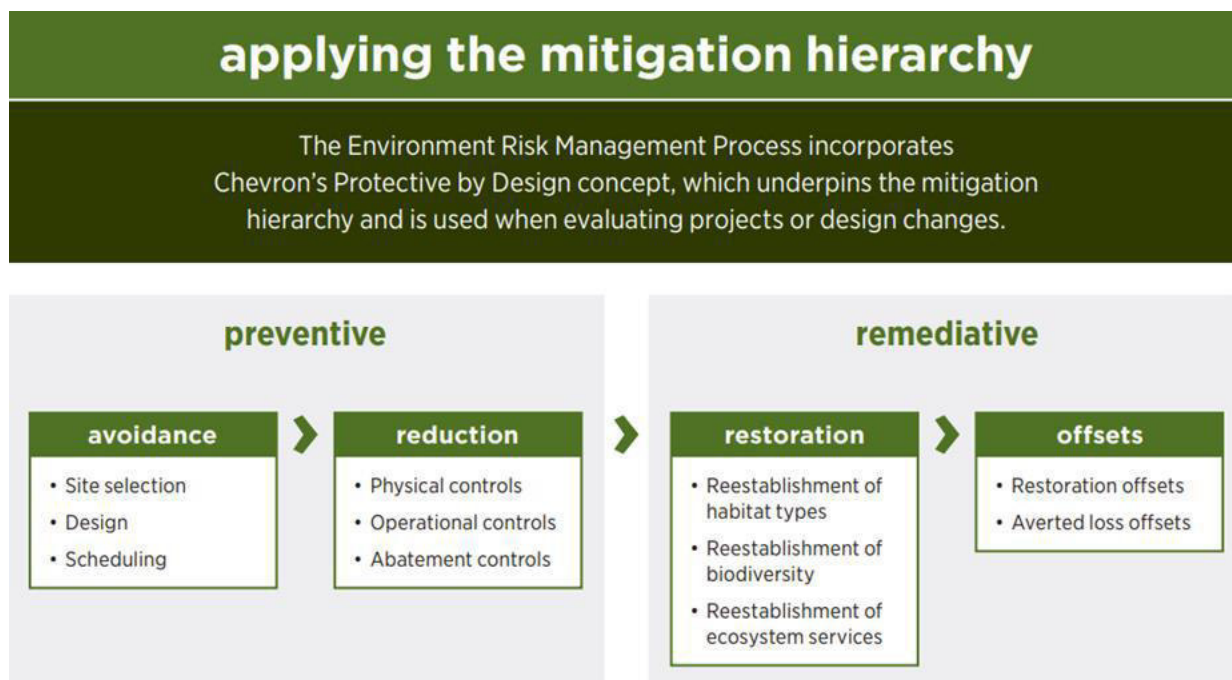 applying the mitigation hierarchy
The Environment Risk Management Process incorporates
Chevron's Protective by Design concept, which underpins the mitigation
hierarchy and is used when evaluating projects or design changes.
preventive
avoidance
• Site selection
• Design
• Scheduling
reduction
• Physical controls
• Operational controls
• Abatement controls
remediative
restoration
• Reestablishment of
habitat types
• Reestablishment of
biodiversity
• Reestablishment of
ecosystem services
offsets
• Restoration offsets
• Averted loss offsets